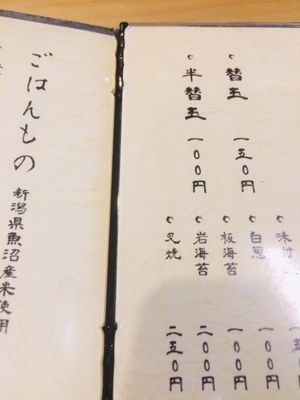 替玉 一五〇円
半替玉 一〇〇円
味付
白葱 一〇〇円
板海苔 一〇〇円
岩海苔 二〇〇円
叉焼 二五〇円
ごはんもの
新潟県魚沼産米使用